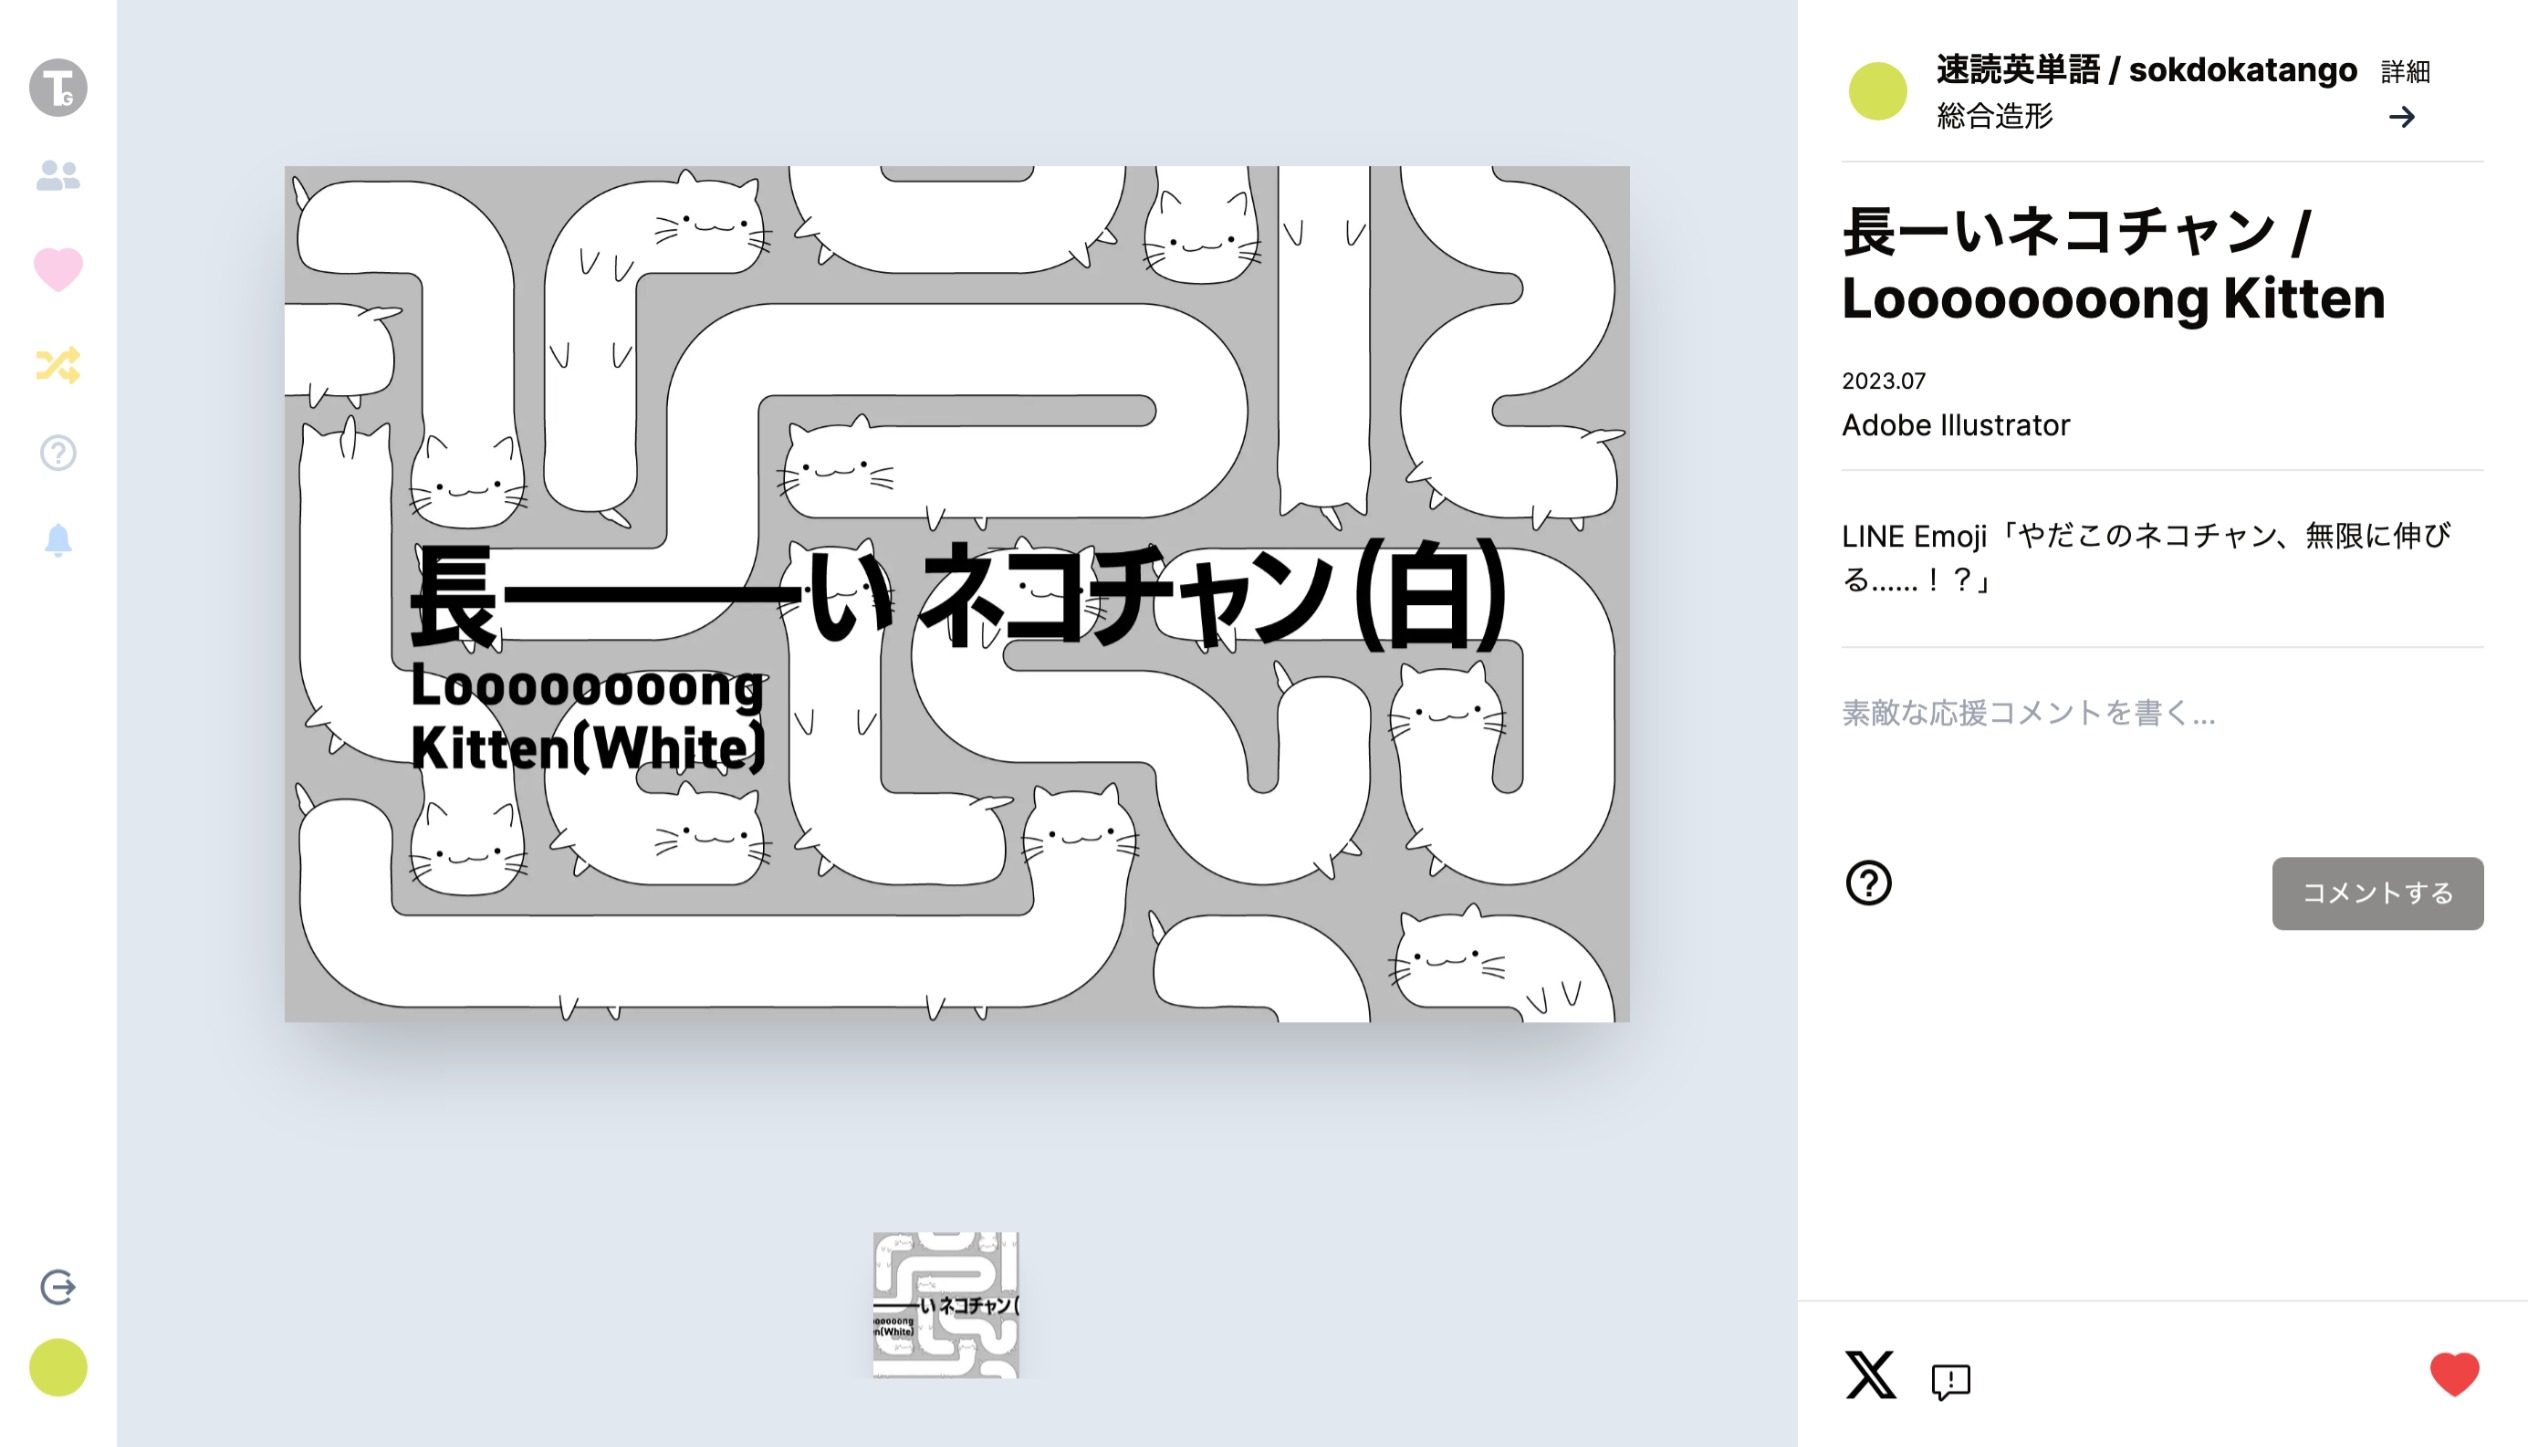 TG
速読英単語 / sokdokatango
詳細
総合造形
長ーいネコチャン /
Loooooooong Kitten
2023.07
Adobe Illustrator
LINE Emoji「やだこのネコチャン、無限に伸び
る......！？」
素敵な応援コメントを書く...
コメントする
長———い ネコチャン(白)
Loooooooong
Kitten(White)
い ネコチャン(
ooooong
n(White)